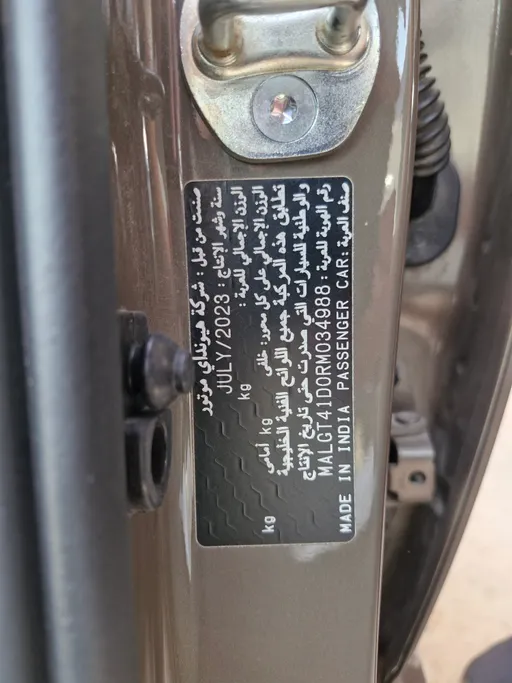 صنعت من قبل : شركة هيونداي موتور
سنة وشهر الإنتاج : JULY/2023
الوزن الإجمالي للعربة : kg
الوزن الإجمالي على كل محور: خلفي kg أمامي kg
تطابق هذه المركبة جميع اللوائح الفنية الخليجية
والوطنية للسيارات التي صدرت حتى تاريخ الإنتاج
رقم الهوية للعربة : MALGT41D0RM034988
صنف العربة : PASSENGER CAR
MADE IN INDIA